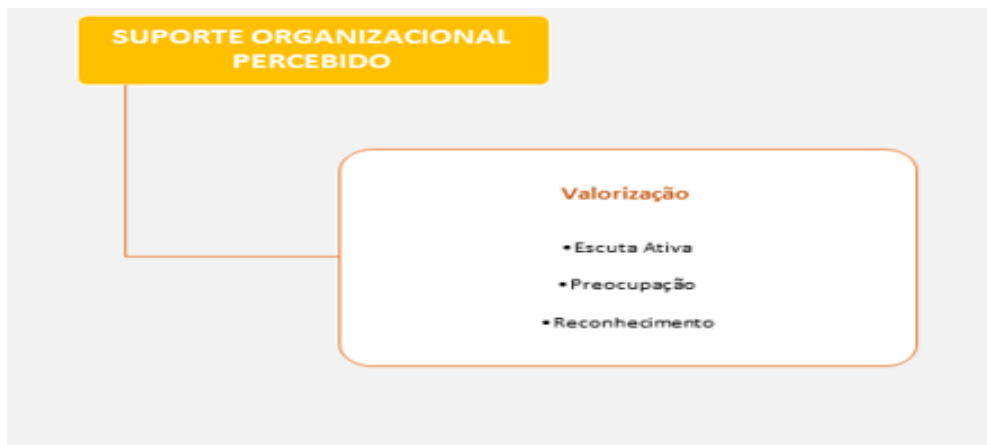 SUPORTE ORGANIZACIONAL
PERCEBIDO
Valorização
•Escuta Ativa
•Preocupação
•Reconhecimento